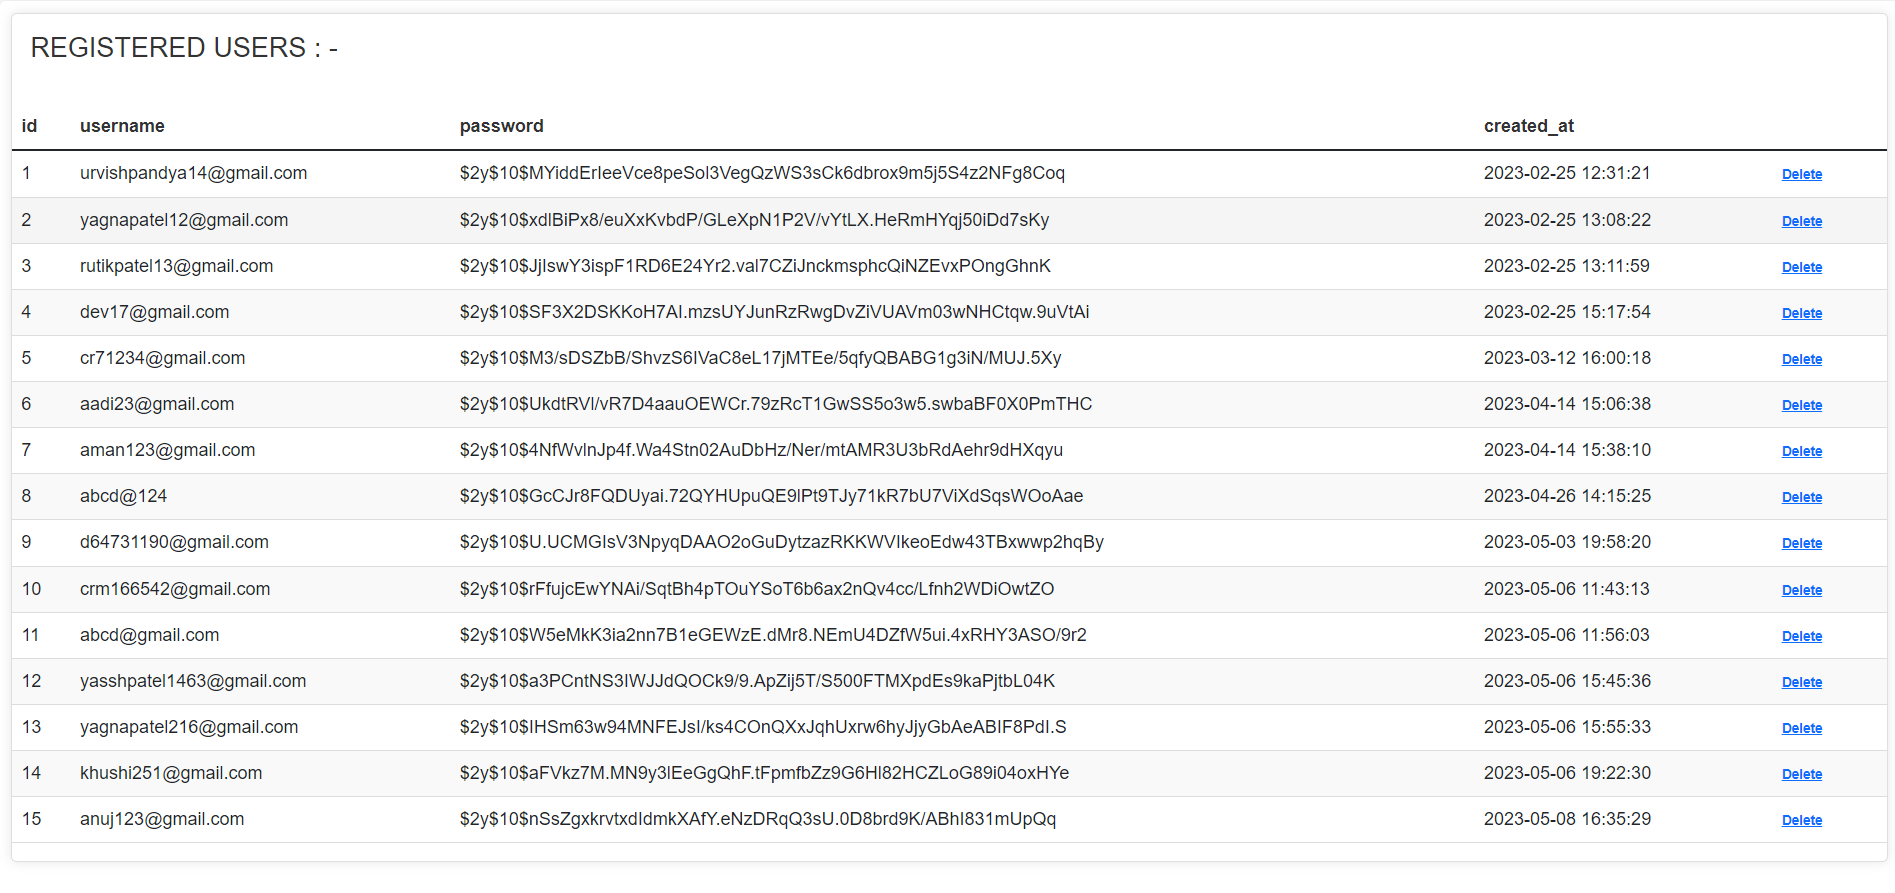 REGISTERED USERS : -
id username password created_at
1 urvishpandya14@gmail.com $2y$10$MYiddErIeeVce8peSol3VegQzWS3sCk6dbrox9m5j5S4z2NFg8Coq 2023-02-25 12:31:21 Delete
2 yagnapatel12@gmail.com $2y$10$xdlBiPx8/euXxKvbdP/GLeXpN1P2V/vYtLX.HeRmHYqj50iDd7sKy 2023-02-25 13:08:22 Delete
3 rutikpatel13@gmail.com $2y$10$JjIswY3ispF1RD6E24Yr2.val7CZiJnckmsphcQiNZEvxPOngGhnK 2023-02-25 13:11:59 Delete
4 dev17@gmail.com $2y$10$SF3X2DSKKoH7AI.mzsUYJunRzRwgDvZiVUAVm03wNHCtqw.9uVtAi 2023-02-25 15:17:54 Delete
5 cr71234@gmail.com $2y$10$M3/sDSZbB/ShvzS6IVaC8eL17jMTEe/5qfyQBABG1g3iN/MUJ.5Xy 2023-03-12 16:00:18 Delete
6 aadi23@gmail.com $2y$10$UkdtRVl/vR7D4aauOEWCr.79zRcT1GwSS5o3w5.swbaBF0X0PmTHC 2023-04-14 15:06:38 Delete
7 aman123@gmail.com $2y$10$4NfWvlnJp4f.Wa4Stn02AuDbHz/Ner/mtAMR3U3bRdAehr9dHXqyu 2023-04-14 15:38:10 Delete
8 abcd@124 $2y$10$GcCJr8FQDUyai.72QYHUpuQE9lPt9TJy71kR7bU7ViXdSqsWOoAae 2023-04-26 14:15:25 Delete
9 d64731190@gmail.com $2y$10$U.UCMGIsV3NpyqDAAO2oGuDytzazRKKWVIkeoEdw43TBxwwp2hqBy 2023-05-03 19:58:20 Delete
10 crm166542@gmail.com $2y$10$rFfujcEwYNAi/SqtBh4pTOuYSoT6b6ax2nQv4cc/Lfnh2WDiOwtZO 2023-05-06 11:43:13 Delete
11 abcd@gmail.com $2y$10$W5eMkK3ia2nn7B1eGEWzE.dMr8.NEmU4DZfW5ui.4xRHY3ASO/9r2 2023-05-06 11:56:03 Delete
12 yasshpatel1463@gmail.com $2y$10$a3PCntNS3IWJJdQOCk9/9.ApZij5T/S500FTMXpdEs9kaPjtbL04K 2023-05-06 15:45:36 Delete
13 yagnapatel216@gmail.com $2y$10$IHSm63w94MNFEJsI/ks4COnQXxJqhUxrw6hyJjyGbAeABIF8PdI.S 2023-05-06 15:55:33 Delete
14 khushi251@gmail.com $2y$10$aFVkz7M.MN9y3lEeGgQhF.tFpmfbZz9G6Hl82HCZLoG89i04oxHYe 2023-05-06 19:22:30 Delete
15 anuj123@gmail.com $2y$10$nSsZgxkrvtxdIdmkXAfY.eNzDRqQ3sU.0D8brd9K/ABhI831mUpQq 2023-05-08 16:35:29 Delete